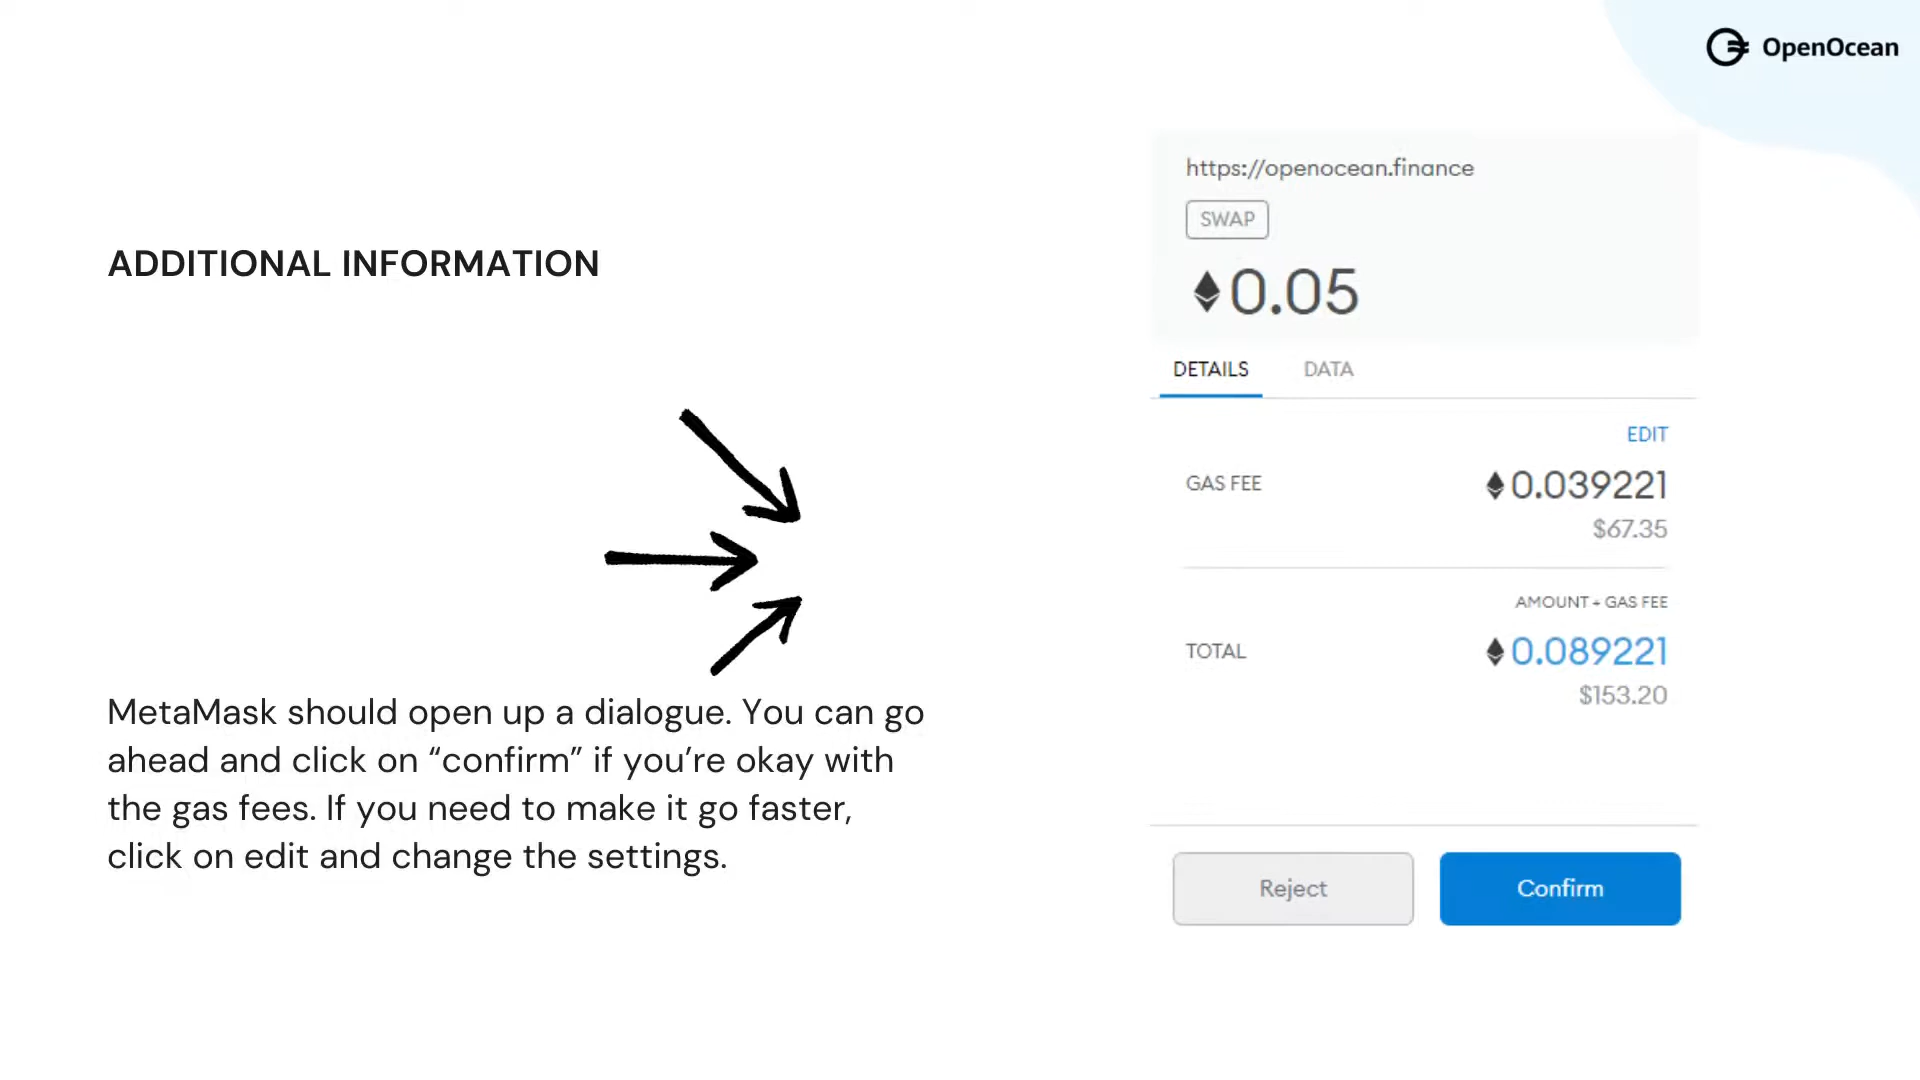 OpenOcean
ADDITIONAL INFORMATION
MetaMask should open up a dialogue. You can go
ahead and click on “confirm” if you’re okay with
the gas fees. If you need to make it go faster,
click on edit and change the settings.
https://openocean.finance
SWAP
0.05
DETAILS DATA
EDIT
GAS FEE 0.039221
$67.35
AMOUNT + GAS FEE
TOTAL 0.089221
$153.20
Reject Confirm